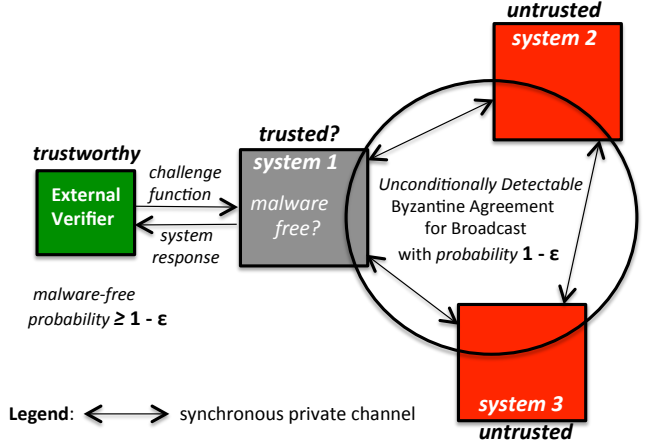 untrusted
system 2
trusted?
system 1
malware
free?
trustworthy
External
Verifier
challenge
function
system
response
Unconditionally Detectable
Byzantine Agreement
for Broadcast
with probability 1 - ε
malware-free
probability ≥ 1 - ε
system 3
untrusted
Legend: synchronous private channel